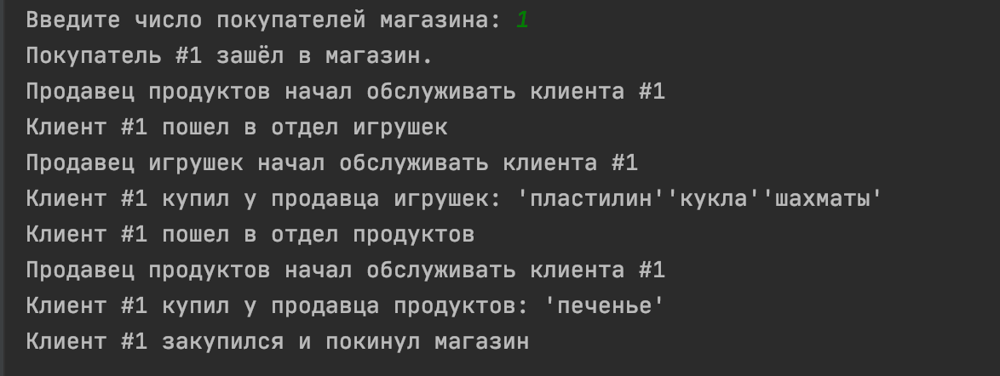 Введите число покупателей магазина: 1
Покупатель #1 зашёл в магазин.
Продавец продуктов начал обслуживать клиента #1
Клиент #1 пошел в отдел игрушек
Продавец игрушек начал обслуживать клиента #1
Клиент #1 купил у продавца игрушек: 'пластилин''кукла''шахматы'
Клиент #1 пошел в отдел продуктов
Продавец продуктов начал обслуживать клиента #1
Клиент #1 купил у продавца продуктов: 'печенье'
Клиент #1 закупился и покинул магазин